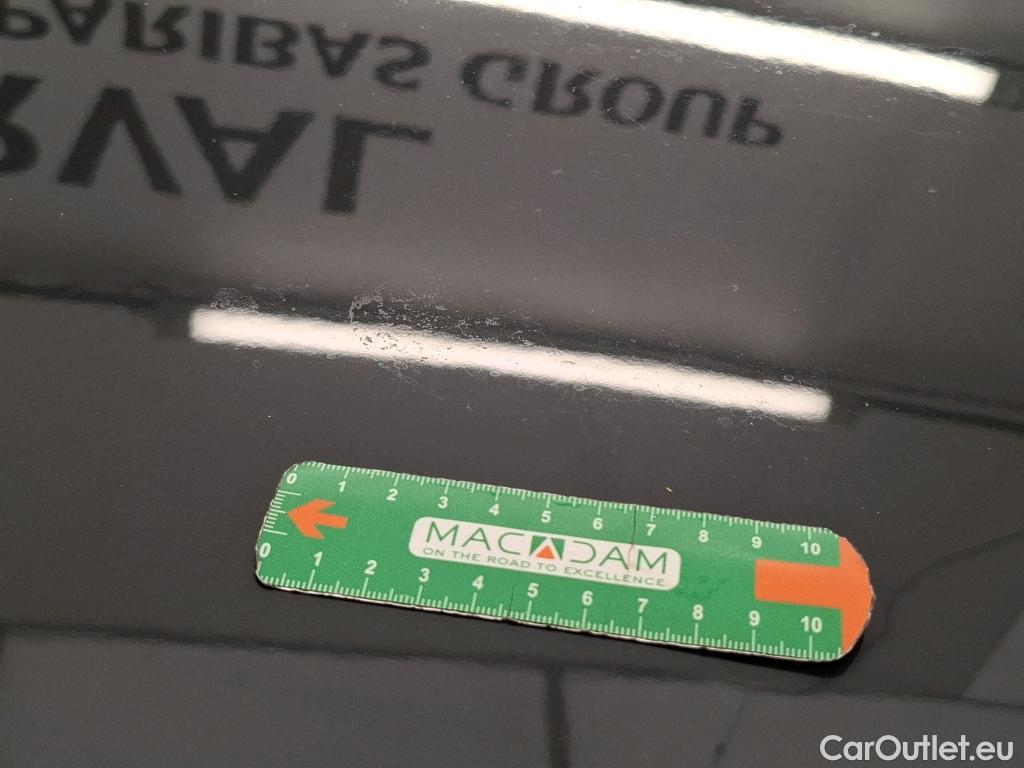 PARIBAS GROUP
RVAL
0 1 2 3 4 5 6 7 8 9 10
MACADAM
ON THE ROAD TO EXCELLENCE
0 1 2 3 4 5 6 7 8 9 10
CarOutlet.eu